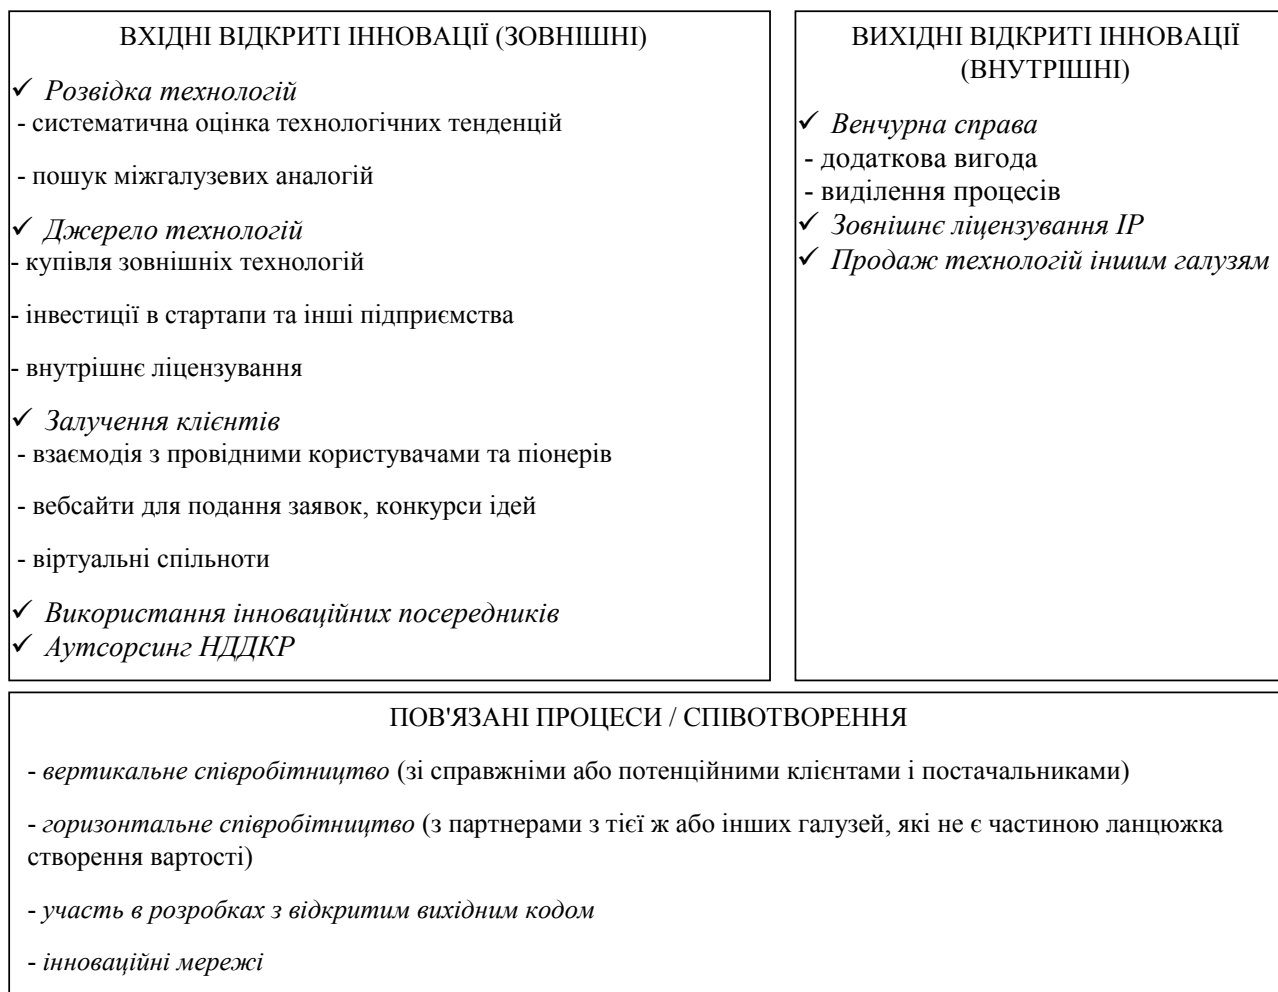 ВХІДНІ ВІДКРИТІ ІННОВАЦІЇ (ЗОВНІШНІ)
✓ Розвідка технологій
- систематична оцінка технологічних тенденцій
- пошук міжгалузевих аналогій
✓ Джерело технологій
- купівля зовнішніх технологій
- інвестиції в стартапи та інші підприємства
- внутрішнє ліцензування
✓ Залучення клієнтів
- взаємодія з провідними користувачами та піонерів
- вебсайти для подання заявок, конкурси ідей
- віртуальні спільноти
✓ Використання інноваційних посередників
✓ Аутсорсинг НДДКР
ВИХІДНІ ВІДКРИТІ ІННОВАЦІЇ
(ВНУТРІШНІ)
✓ Венчурна справа
- додаткова вигода
- виділення процесів
✓ Зовнішнє ліцензування ІР
✓ Продаж технологій іншим галузям
ПОВ'ЯЗАНІ ПРОЦЕСИ / СПІВОТВОРЕННЯ
- вертикальне співробітництво (зі справжніми або потенційними клієнтами і постачальниками)
- горизонтальне співробітництво (з партнерами з тієї ж або інших галузей, які не є частиною ланцюжка
створення вартості)
- участь в розробках з відкритим вихідним кодом
- інноваційні мережі